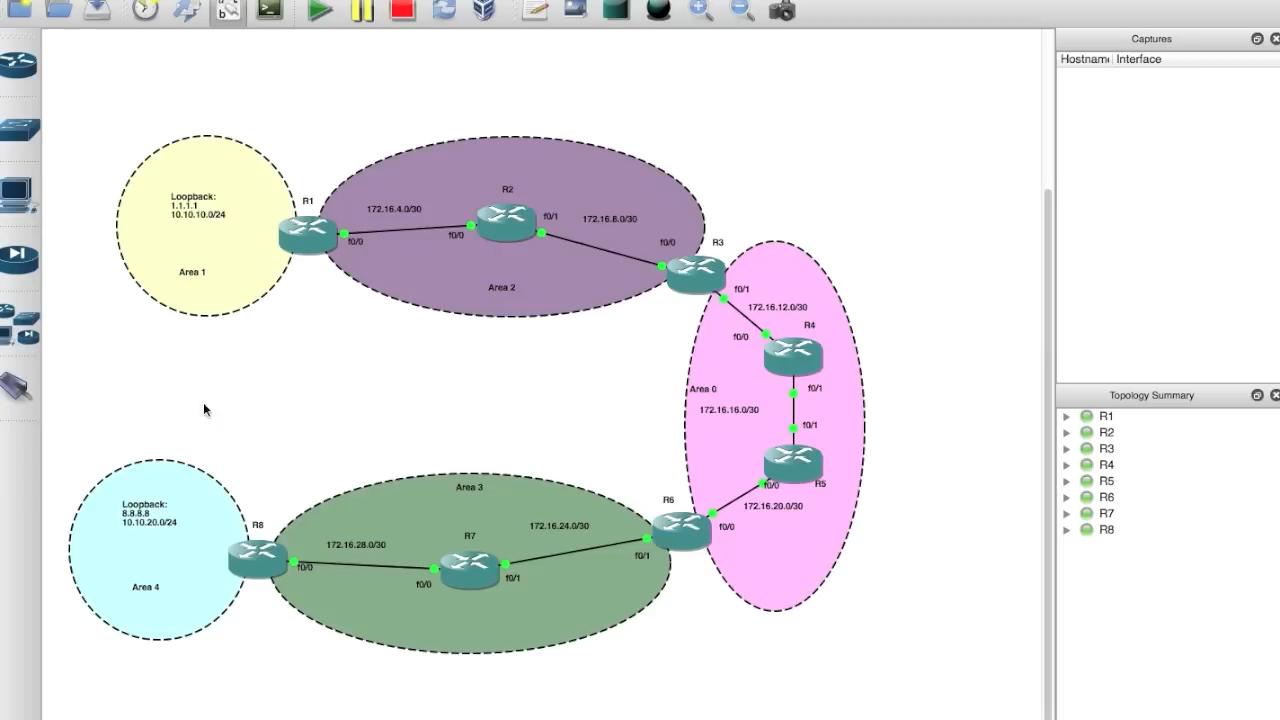 Captures
Hostnam
Interface
Loopback:
1.1.1.1
10.10.10.0/24
Area 1
R1
f0/0
172.16.4.0/30
f0/0
R2
f0/1
172.16.8.0/30
f0/0
Area 2
R3
f0/1
172.16.12.0/30
f0/0
R4
f0/1
Area 0
172.16.16.0/30
f0/1
f0/0
R5
172.16.20.0/30
R6
f0/0
f0/1
Area 3
172.16.24.0/30
R7
f0/1
f0/0
172.16.28.0/30
R8
f0/0
Loopback:
8.8.8.8
10.10.20.0/24
Area 4
Topology Summary
R1
R2
R3
R4
R5
R6
R7
R8